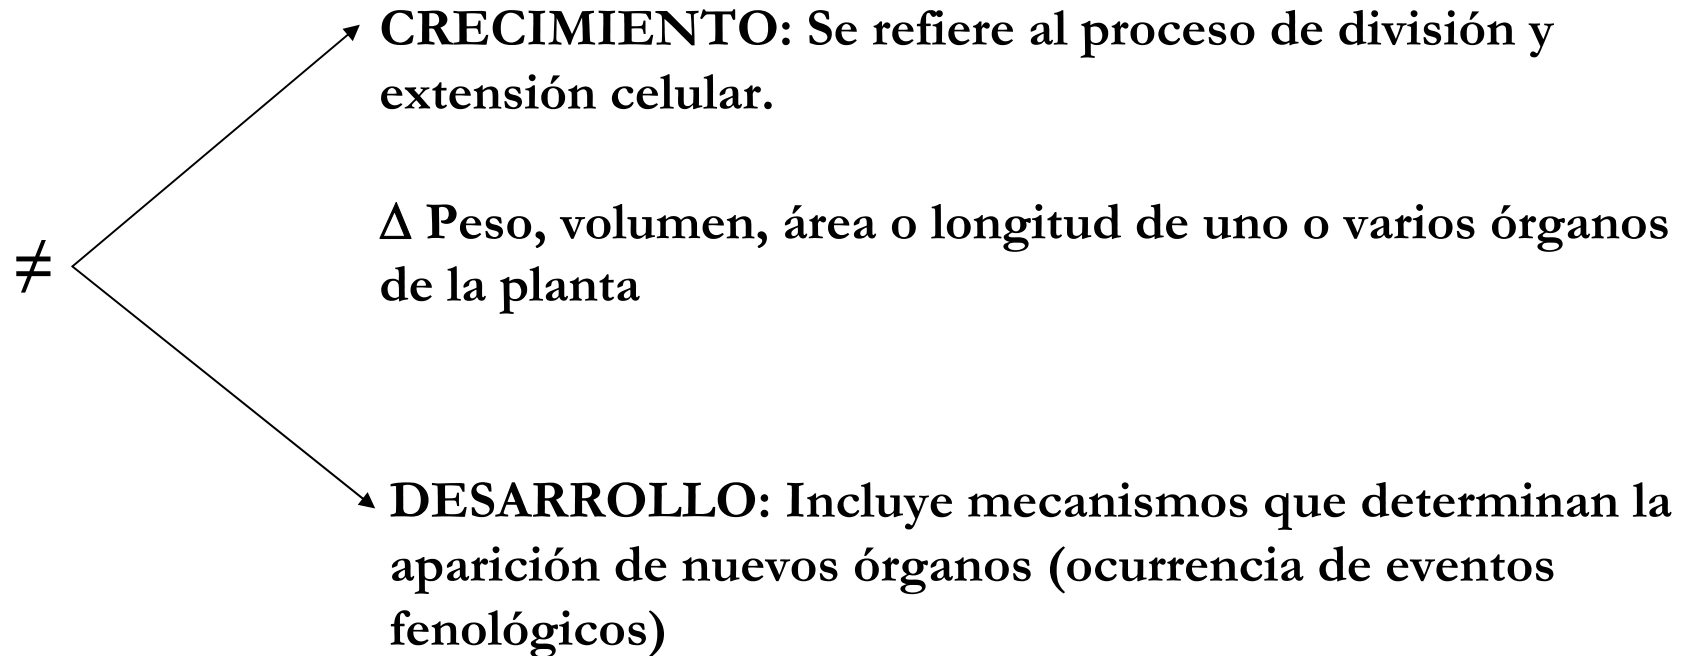 CRECIMIENTO: Se refiere al proceso de división y
extensión celular.
Δ Peso, volumen, área o longitud de uno o varios órganos
de la planta
≠
DESARROLLO: Incluye mecanismos que determinan la
aparición de nuevos órganos (ocurrencia de eventos
fenológicos)